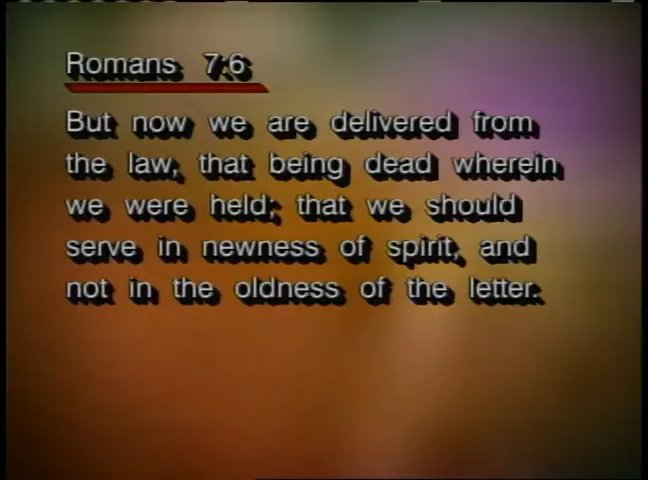 Romans 7:6
But now we are delivered from
the law, that being dead wherein
we were held; that we should
serve in newness of spirit, and
not in the oldness of the letter.